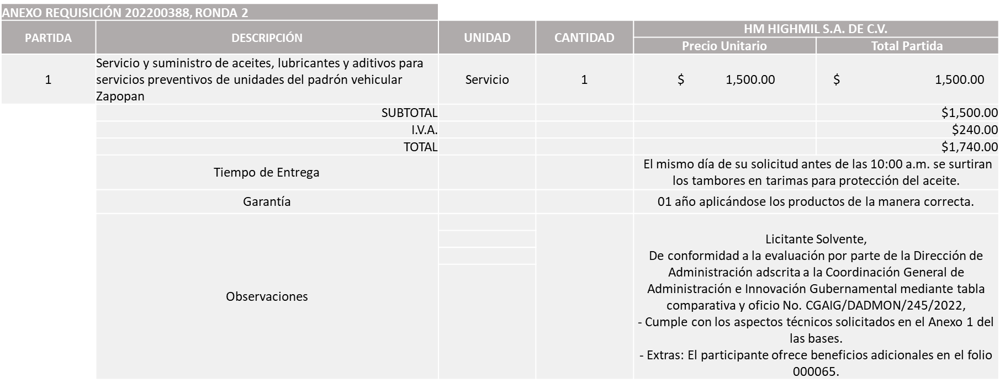 ANEXO REQUISICIÓN 202200388, RONDA 2
PARTIDA
DESCRIPCIÓN
UNIDAD
CANTIDAD
HM HIGHMIL S.A. DE C.V.
Precio Unitario
Total Partida
1
Servicio y suministro de aceites, lubricantes y aditivos para
servicios preventivos de unidades del padrón vehicular
Zapopan
Servicio
1
$ 1,500.00
$ 1,500.00
SUBTOTAL
$1,500.00
I.V.A.
$240.00
TOTAL
$1,740.00
Tiempo de Entrega
El mismo día de su solicitud antes de las 10:00 a.m. se surtiran
los tambores en tarimas para protección del aceite.
Garantía
01 año aplicándose los productos de la manera correcta.
Observaciones
Licitante Solvente,
De conformidad a la evaluación por parte de la Dirección de
Administración adscrita a la Coordinación General de
Administración e Innovación Gubernamental mediante tabla
comparativa y oficio No. CGAIG/DADMON/245/2022,
- Cumple con los aspectos técnicos solicitados en el Anexo 1 del
las bases.
- Extras: El participante ofrece beneficios adicionales en el folio
000065.